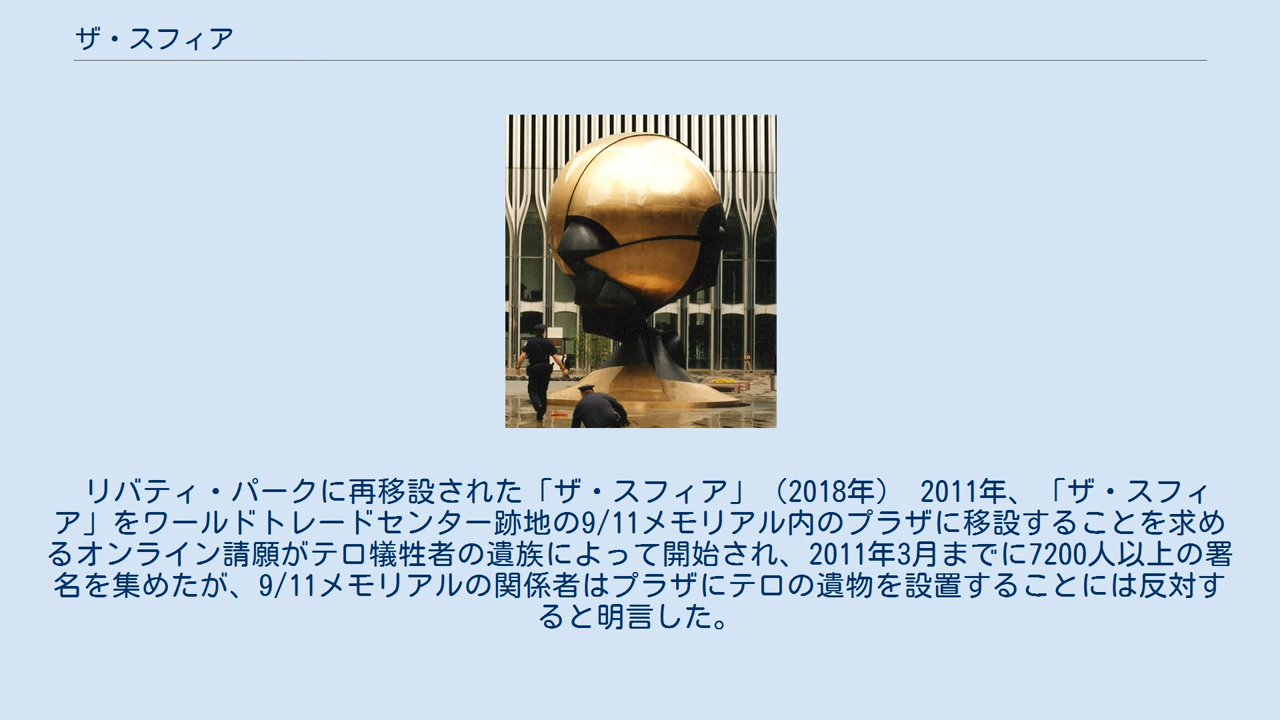 ザ・スフィア
リバティ・パークに再移設された「ザ・スフィア」（2018年） 2011年、「ザ・スフィ
ア」をワールドトレードセンター跡地の9/11メモリアル内のプラザに移設することを求め
るオンライン請願がテロ犠牲者の遺族によって開始され、2011年3月までに7200人以上の署
名を集めたが、9/11メモリアルの関係者はプラザにテロの遺物を設置することには反対す
ると明言した。